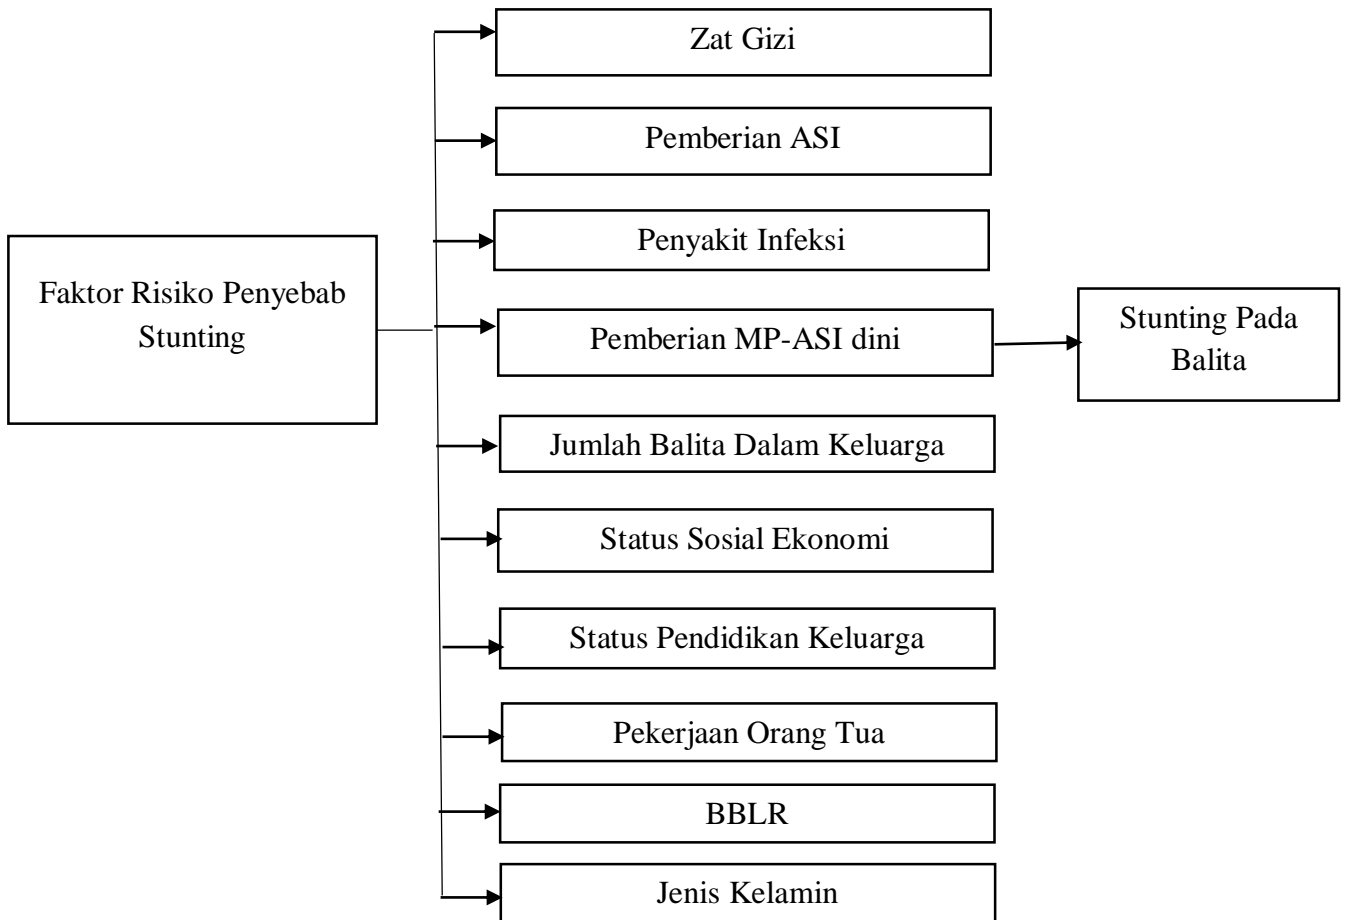 Zat Gizi
Pemberian ASI
Penyakit Infeksi
Faktor Risiko Penyebab
Stunting
Pemberian MP-ASI dini
Stunting Pada
Balita
Jumlah Balita Dalam Keluarga
Status Sosial Ekonomi
Status Pendidikan Keluarga
Pekerjaan Orang Tua
BBLR
Jenis Kelamin